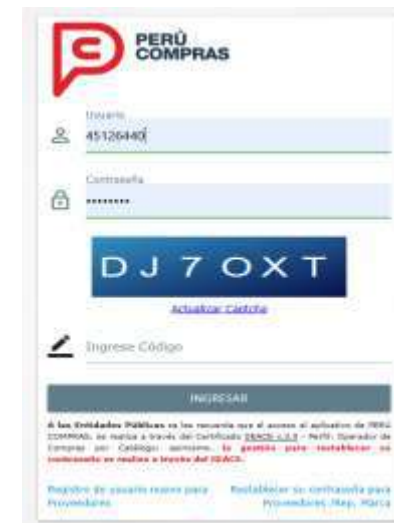 PERÚ
COMPRAS
Usuario
45126440
Contraseña
••••••••
DJ7OXT
Actualizar Captcha
Ingrese Código
INGRESAR
A las Entidades Públicas se les recuerda que el acceso al aplicativo de PERÚ
COMPRAS, se realiza a través del Certificado - Perfil: Operador de
Compras por Catálogo; asimismo, la gestión para restablecer su
contraseña se realiza a través del SEACE.
Registro de usuario nuevo para
Proveedores
Restablecer su contraseña para
Proveedores /Rep. Marca